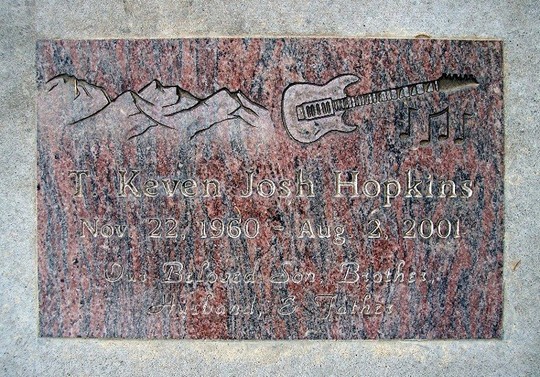 T Keven Josh Hopkins
Nov. 22, 1960 - Aug. 2, 2001
Our Beloved Son, Brother,
Husband, & Father